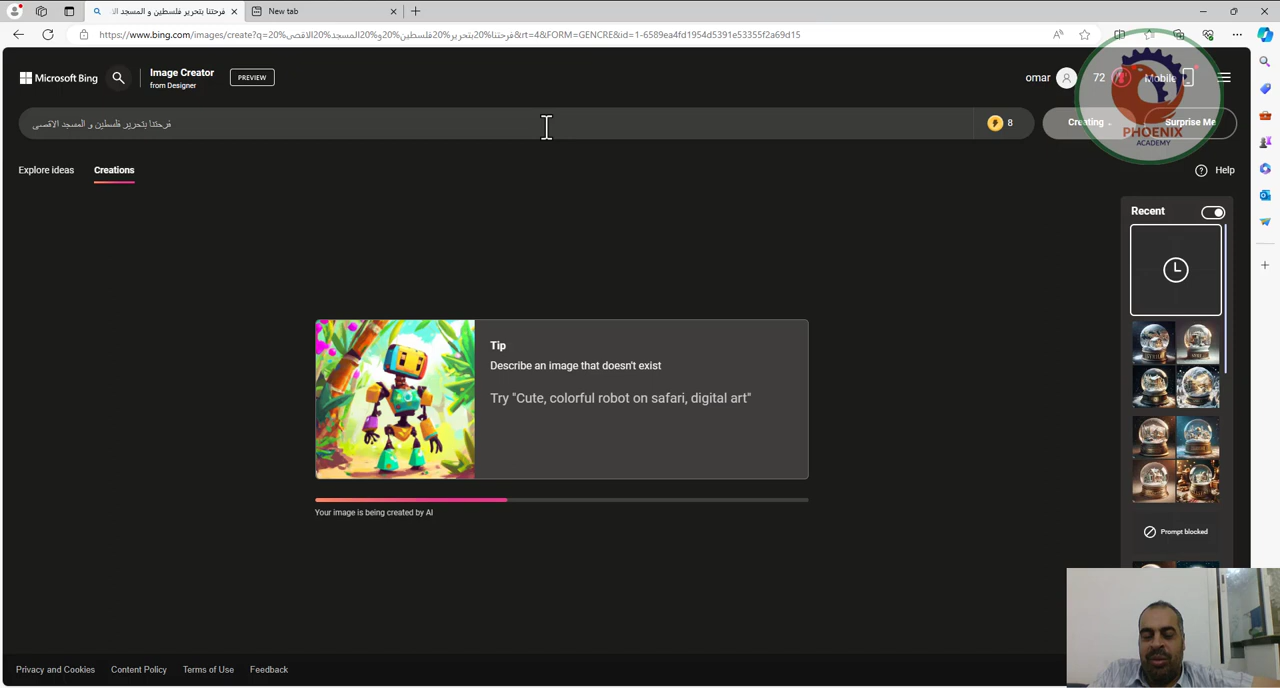 فرحتنا بتحرير فلسطين و المسجد الا
New tab
https://www.bing.com/images/create?q=فرحتنا%20بتحرير%20فلسطين%20و%20المسجد%20الاقصى%20&rt=4&FORM=GENCRE&id=1-6589ea4fd1954d5391e53355f2a69d15
Microsoft Bing
Image Creator
from Designer
PREVIEW
omar
72
Mobile
فرحتنا بتحرير فلسطين و المسجد الاقصى
8
Creating
Surprise Me
PHOENIX
ACADEMY
Explore ideas
Creations
Help
Recent
Tip
Describe an image that doesn't exist
Try "Cute, colorful robot on safari, digital art"
Your image is being created by AI
Prompt blocked
Privacy and Cookies
Content Policy
Terms of Use
Feedback